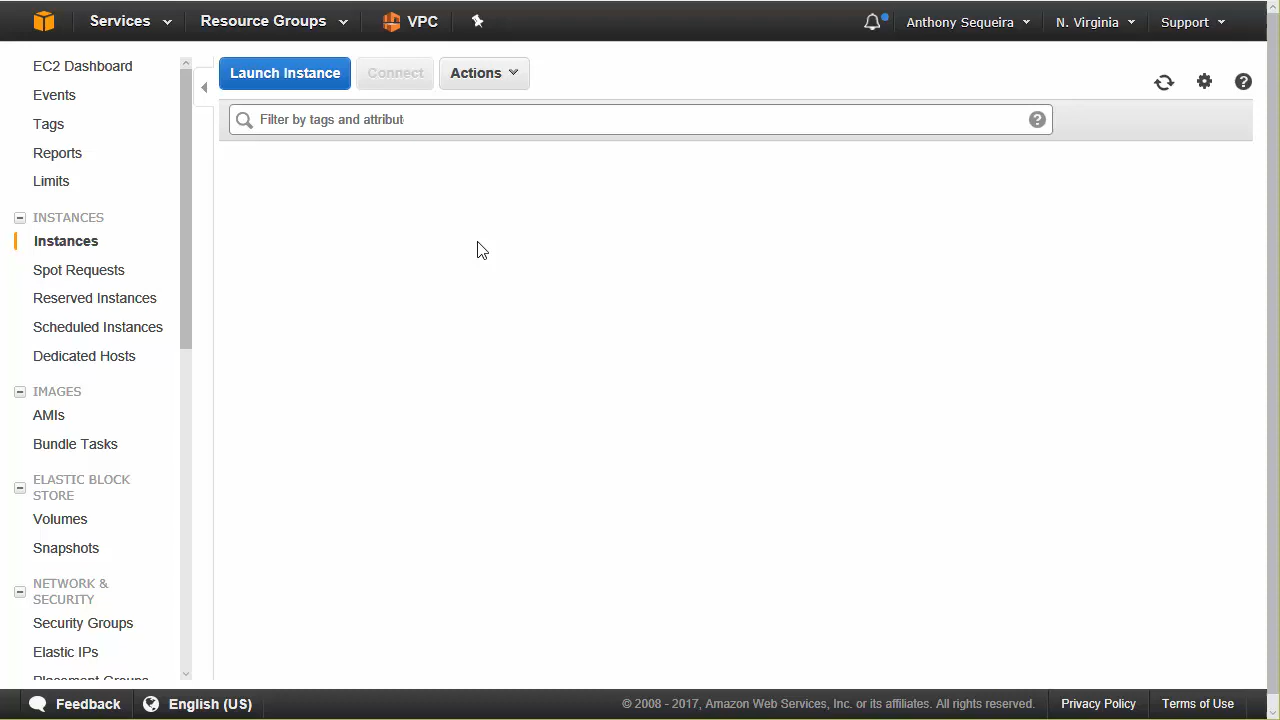 Services
Resource Groups
VPC
Anthony Sequeira
N. Virginia
Support
EC2 Dashboard
Events
Tags
Reports
Limits
INSTANCES
Instances
Spot Requests
Reserved Instances
Scheduled Instances
Dedicated Hosts
IMAGES
AMIs
Bundle Tasks
ELASTIC BLOCK
STORE
Volumes
Snapshots
NETWORK &
SECURITY
Security Groups
Elastic IPs
Placement Groups
Launch Instance
Connect
Actions
Filter by tags and attribut
Feedback
English (US)
© 2008 - 2017, Amazon Web Services, Inc. or its affiliates. All rights reserved.
Privacy Policy
Terms of Use